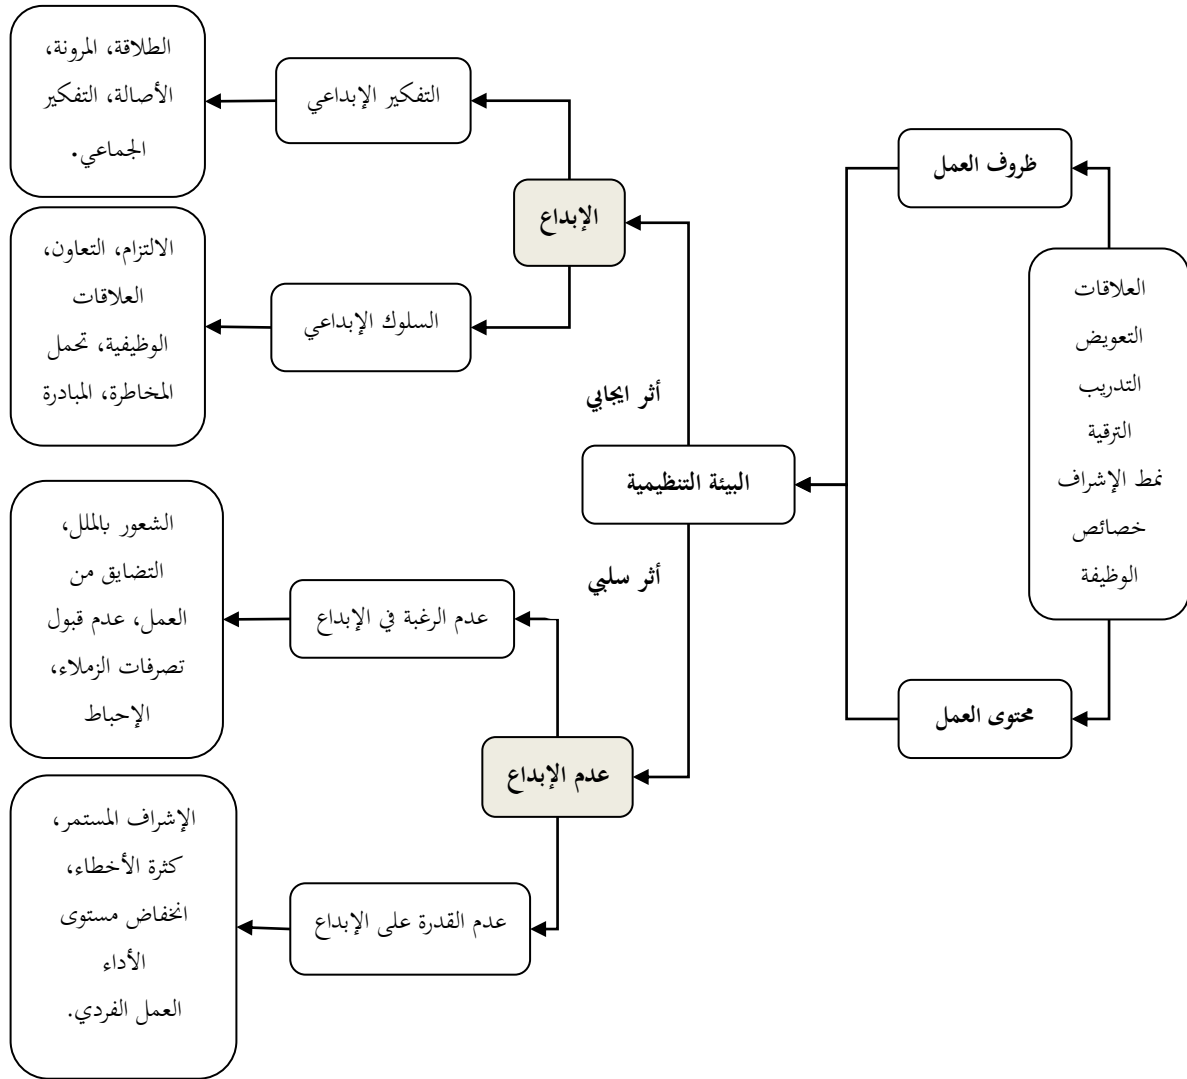 العلاقات
التعويض
التدريب
الترقية
نمط الإشراف
خصائص
الوظيفة
ظروف العمل
محتوى العمل
البيئة التنظيمية
أثر ايجابي
أثر سلبي
الإبداع
التفكير الإبداعي
الطلاقة، المرونة،
الأصالة، التفكير
الجماعي.
السلوك الإبداعي
الالتزام، التعاون،
العلاقات
الوظيفية، تحمل
المخاطرة، المبادرة
عدم الإبداع
عدم الرغبة في الإبداع
الشعور بالملل،
التضايق من
العمل، عدم قبول
تصرفات الزملاء،
الإحباط
عدم القدرة على الإبداع
الإشراف المستمر،
كثرة الأخطاء،
انخفاض مستوى
الأداء
العمل الفردي.